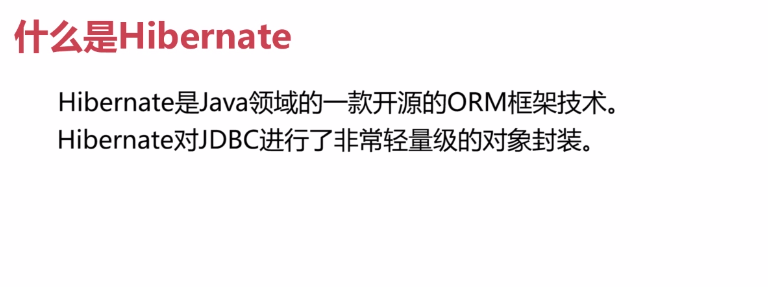 什么是Hibernate
Hibernate是Java领域的一款开源的ORM框架技术。
Hibernate对JDBC进行了非常轻量级的对象封装。